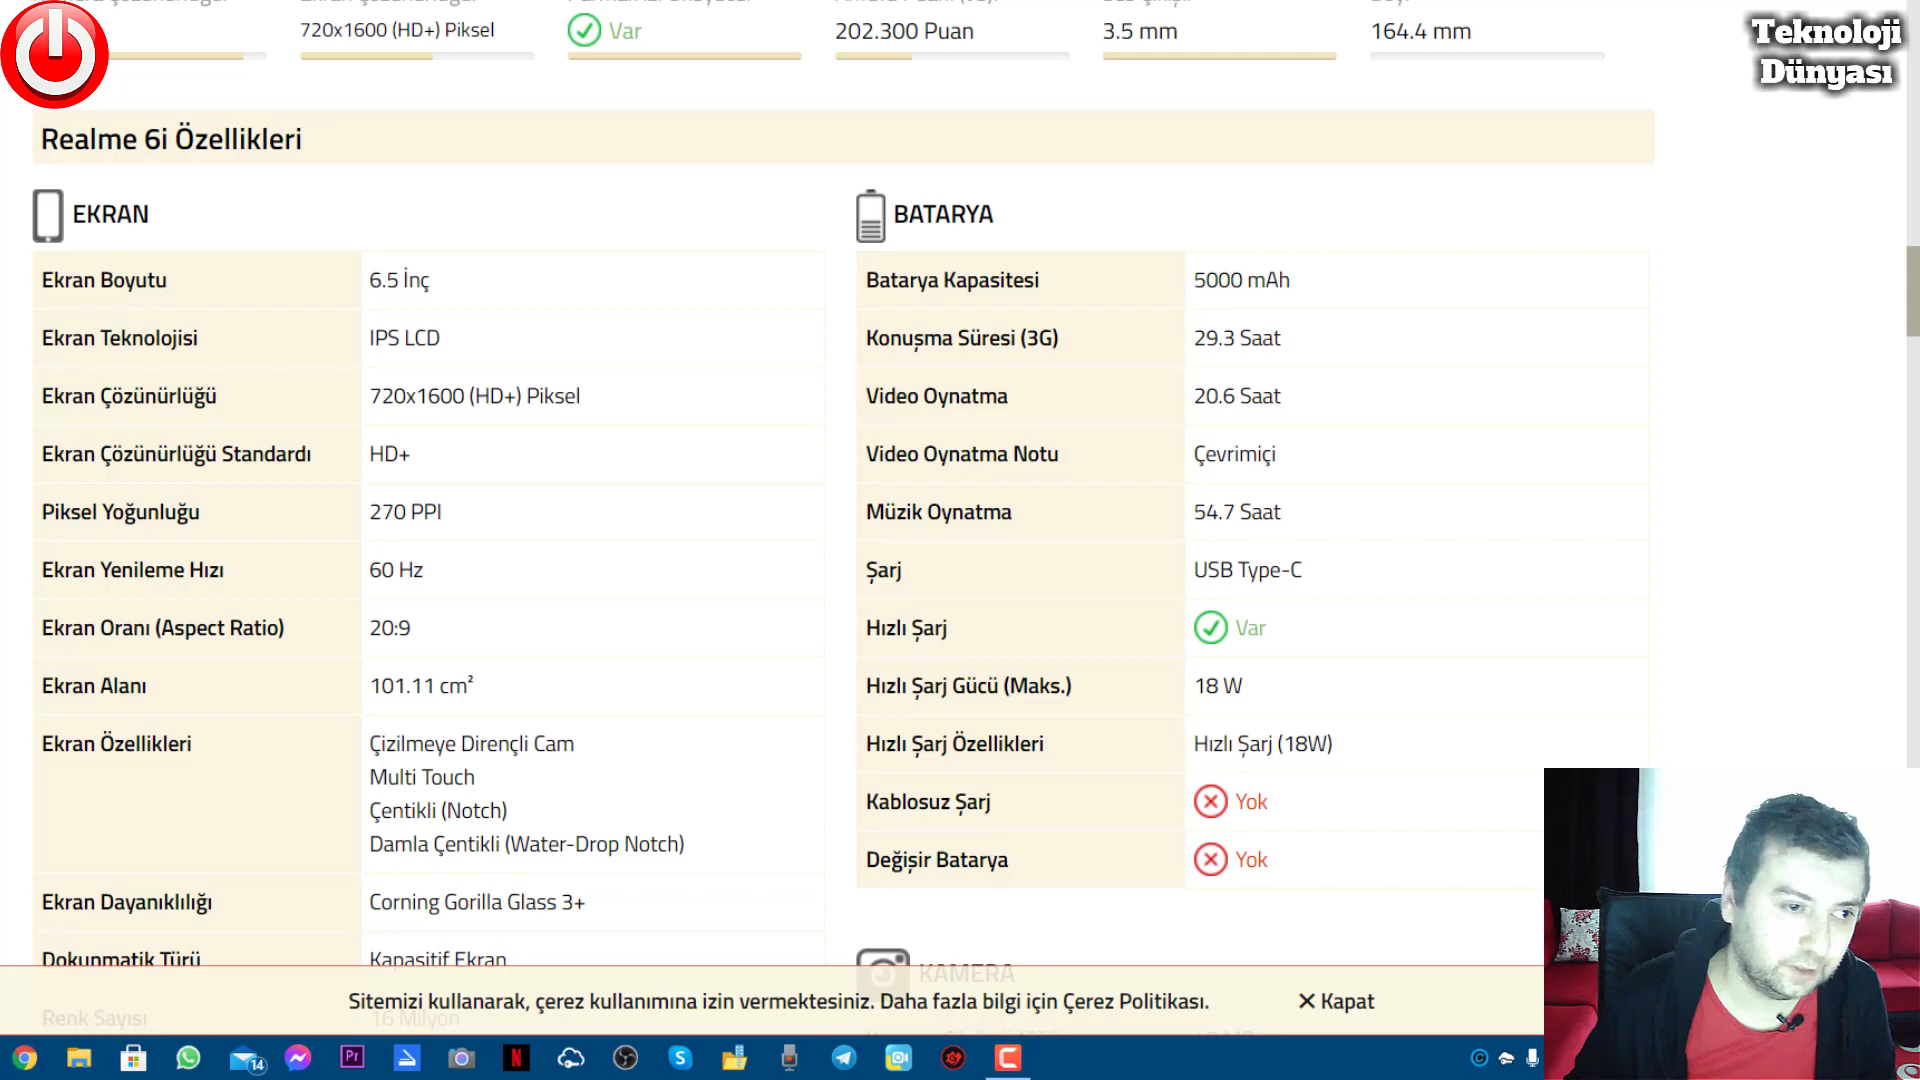 720x1600 (HD+) Piksel
Var
202.300 Puan
3.5 mm
164.4 mm
Teknoloji
Dünyası
Realme 6i Özellikleri
EKRAN
Ekran Boyutu 6.5 İnç
Ekran Teknolojisi IPS LCD
Ekran Çözünürlüğü 720x1600 (HD+) Piksel
Ekran Çözünürlüğü Standardı HD+
Piksel Yoğunluğu 270 PPI
Ekran Yenileme Hızı 60 Hz
Ekran Oranı (Aspect Ratio) 20:9
Ekran Alanı 101.11 cm²
Ekran Özellikleri Çizilmeye Dirençli Cam
Multi Touch
Çentikli (Notch)
Damla Çentikli (Water-Drop Notch)
Ekran Dayanıklılığı Corning Gorilla Glass 3+
Dokunmatik Türü Kapasitif Ekran
Renk Sayısı 16 Milyon
BATARYA
Batarya Kapasitesi 5000 mAh
Konuşma Süresi (3G) 29.3 Saat
Video Oynatma 20.6 Saat
Video Oynatma Notu Çevrimiçi
Müzik Oynatma 54.7 Saat
Şarj USB Type-C
Hızlı Şarj Var
Hızlı Şarj Gücü (Maks.) 18 W
Hızlı Şarj Özellikleri Hızlı Şarj (18W)
Kablosuz Şarj Yok
Değişir Batarya Yok
KAMERA
Sitemizi kullanarak, çerez kullanımına izin vermektesiniz. Daha fazla bilgi için Çerez Politikası.
Kapat
14
Pr
N
S
C